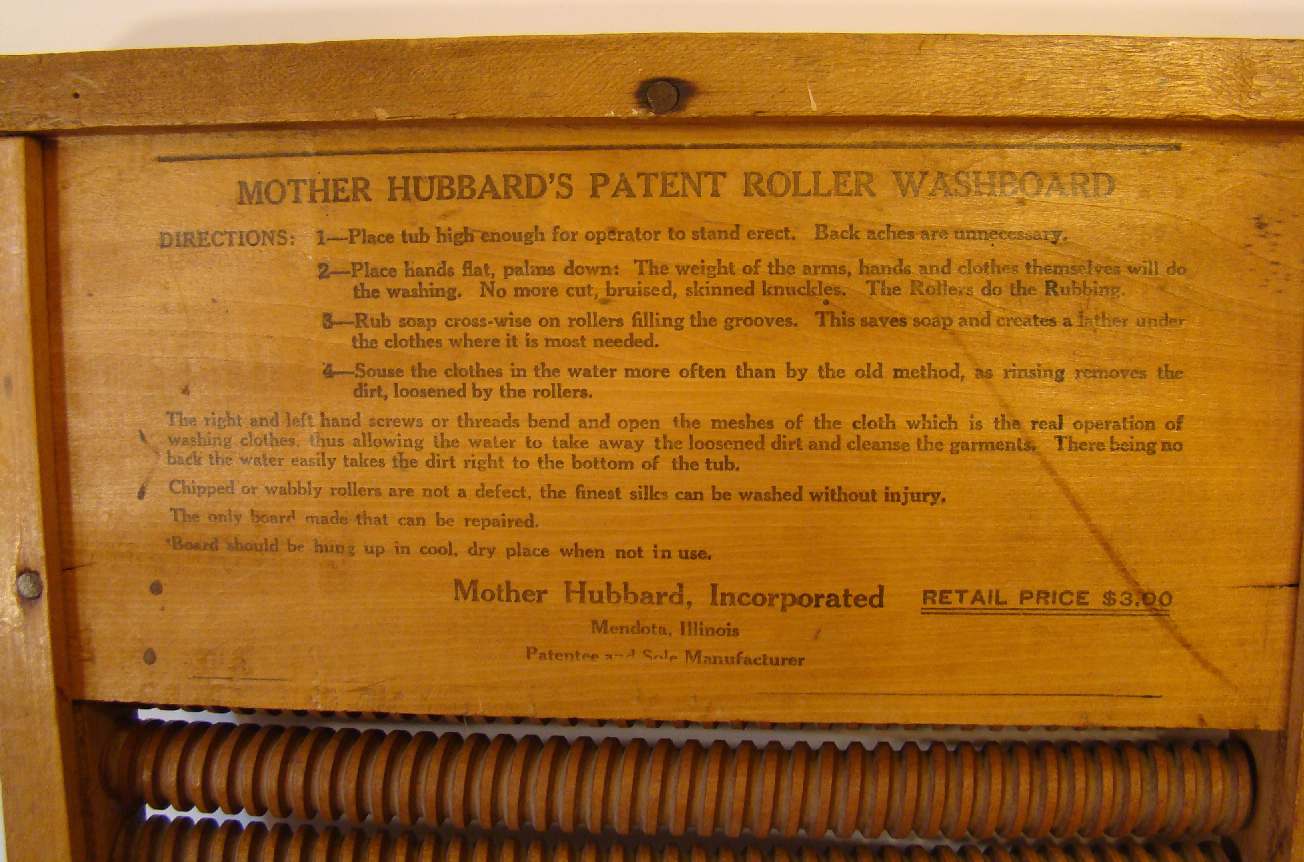 MOTHER HUBBARD'S PATENT ROLLER WASHBOARD
DIRECTIONS: 1—Place tub high enough for operator to stand erect. Back aches are unnecessary.
2—Place hands flat, palms down: The weight of the arms, hands and clothes themselves will do
the washing. No more cut, bruised, skinned knuckles. The Rollers do the Rubbing.
3—Rub soap cross-wise on rollers filling the grooves. This saves soap and creates a lather under
the clothes where it is most needed.
4—Souse the clothes in the water more often than by the old method, as rinsing removes the
dirt, loosened by the rollers.
The right and left hand screws or threads bend and open the meshes of the cloth which is the real operation of
washing clothes, thus allowing the water to take away the loosened dirt and cleanse the garments. There being no
back the water easily takes the dirt right to the bottom of the tub.
Chipped or wabbly rollers are not a defect, the finest silks can be washed without injury.
The only board made that can be repaired.
Board should be hung up in cool, dry place when not in use.
Mother Hubbard, Incorporated RETAIL PRICE $3.00
Mendota, Illinois
Patentee and Sole Manufacturer